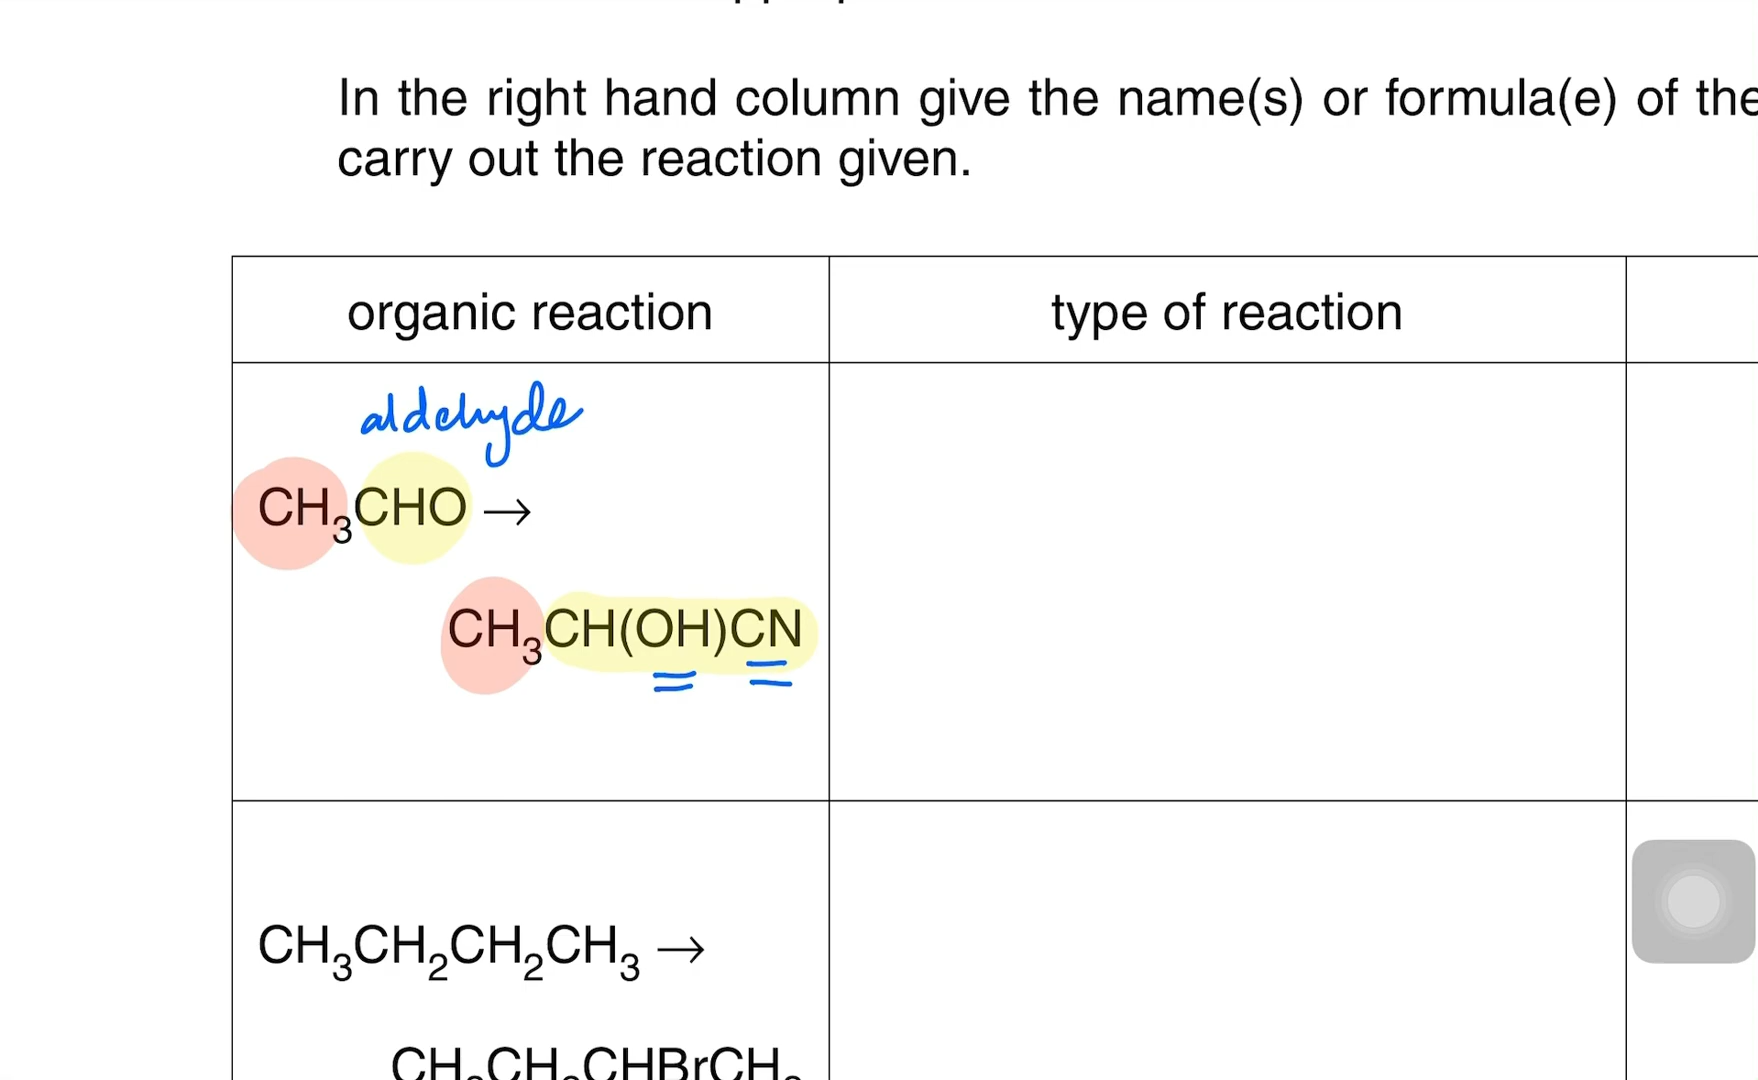 In the right hand column give the name(s) or formula(e) of the
carry out the reaction given.
organic reaction
type of reaction
aldehyde
CH₃CHO →
CH₃CH(OH)CN
CH₃CH₂CH₂CH₃ →
CH₃CH₂CHBrCH₃